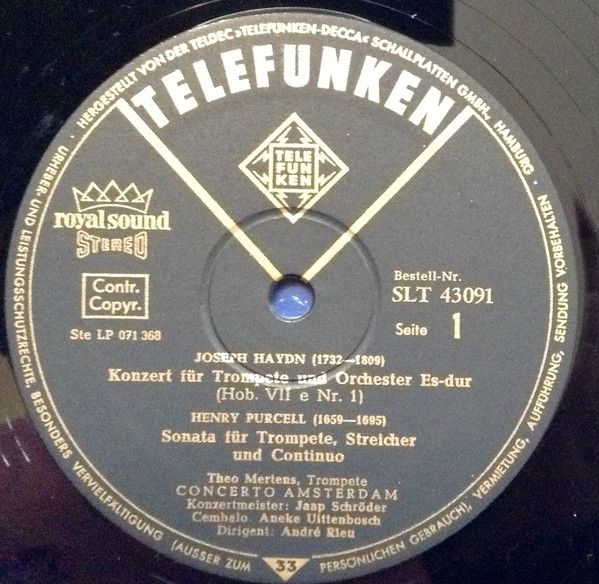 · HERGESTELLT VON DER TELDEC »TELEFUNKEN-DECCA« SCHALLPLATTEN GMBH, HAMBURG ·
URHEBER- UND LEISTUNGSSCHUTZRECHTE, BESONDERS VERVIELFÄLTIGUNG (AUSSER ZUM PERSÖNLICHEN GEBRAUCH), VERMIETUNG, AUFFÜHRUNG, SENDUNG VORBEHALTEN ·
TELEFUNKEN
TELE
FUN
KEN
royal sound
STEREO
Contr.
Copyr.
Ste LP 071 368
Bestell-Nr.
SLT 43091
Seite 1
JOSEPH HAYDN (1732—1809)
Konzert für Trompete und Orchester Es-dur
(Hob. VII e Nr. 1)
HENRY PURCELL (1659—1695)
Sonata für Trompete, Streicher
und Continuo
Theo Mertens, Trompete
CONCERTO AMSTERDAM
Konzertmeister: Jaap Schröder
Cembalo: Aneke Uittenbosch
Dirigent: André Rieu
33